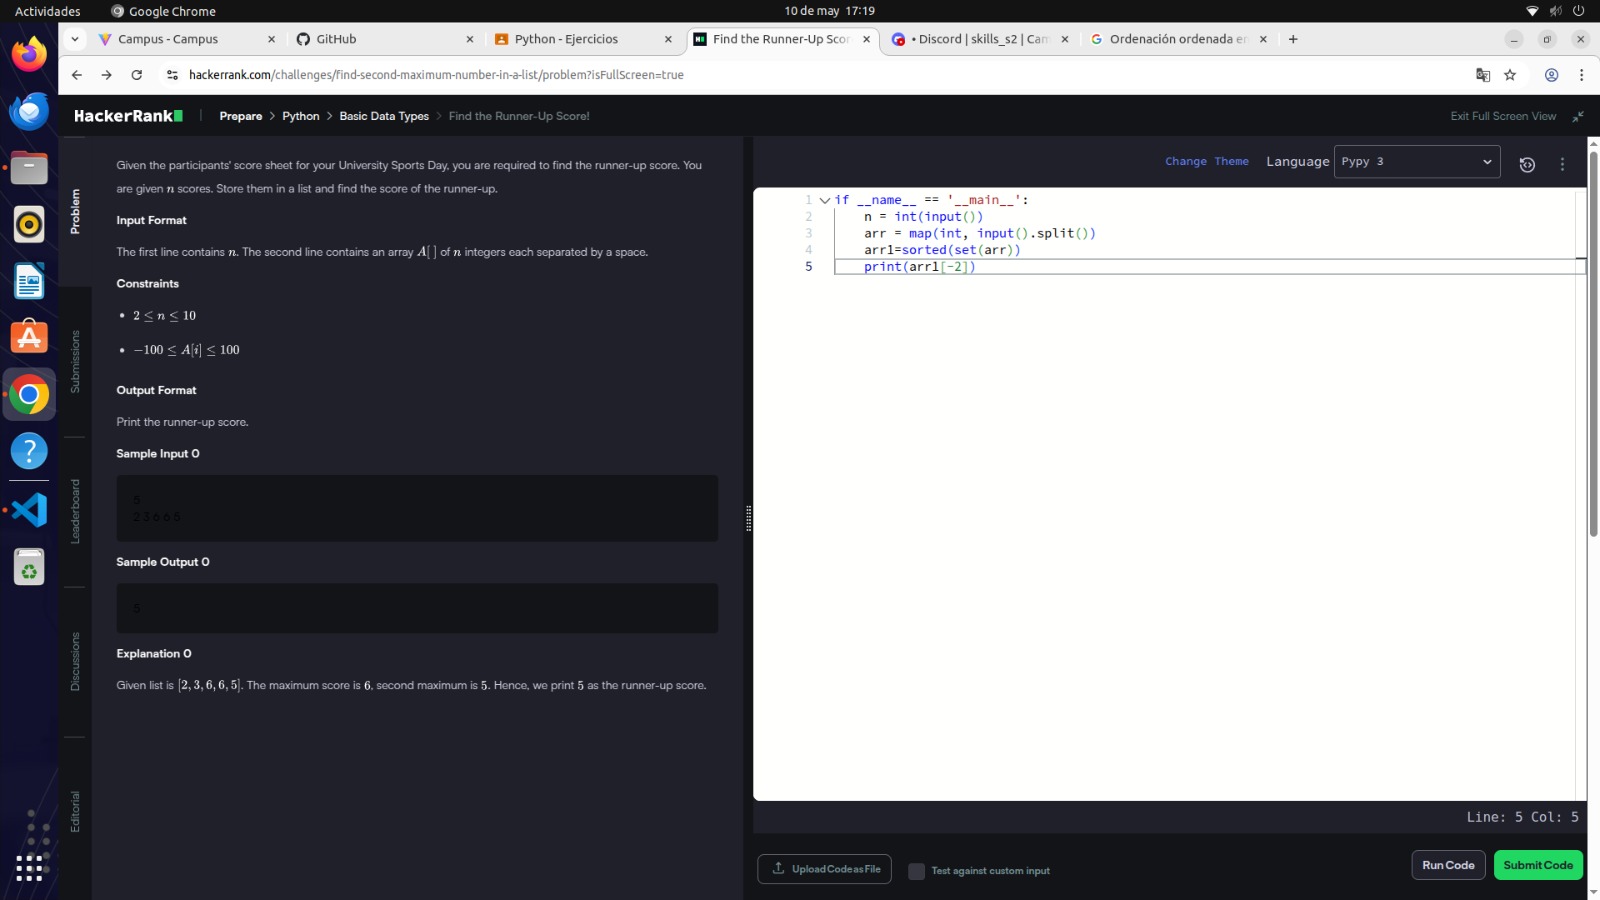 Actividades
Google Chrome
10 de may 17:19
Campus - Campus
GitHub
Python - Ejercicios
Find the Runner-Up Scor
• Discord | skills_s2 | Cam
Ordenación ordenada en
hackerrank.com/challenges/find-second-maximum-number-in-a-list/problem?isFullScreen=true
HackerRank
Prepare > Python > Basic Data Types > Find the Runner-Up Score!
Exit Full Screen View
Problem
Submissions
Leaderboard
Discussions
Editorial
Given the participants' score sheet for your University Sports Day, you are required to find the runner-up score. You
are given n scores. Store them in a list and find the score of the runner-up.
Input Format
The first line contains n. The second line contains an array A[ ] of n integers each separated by a space.
Constraints
• 2 ≤ n ≤ 10
• −100 ≤ A[i] ≤ 100
Output Format
Print the runner-up score.
Sample Input 0
5
2 3 6 6 5
Sample Output 0
5
Explanation 0
Given list is [2, 3, 6, 6, 5]. The maximum score is 6, second maximum is 5. Hence, we print 5 as the runner-up score.
Change Theme
Language
Pypy 3
1 if __name__ == '__main__':
2 n = int(input())
3 arr = map(int, input().split())
4 arr1=sorted(set(arr))
5 print(arr1[-2])
Line: 5 Col: 5
Upload Code as File
Test against custom input
Run Code
Submit Code